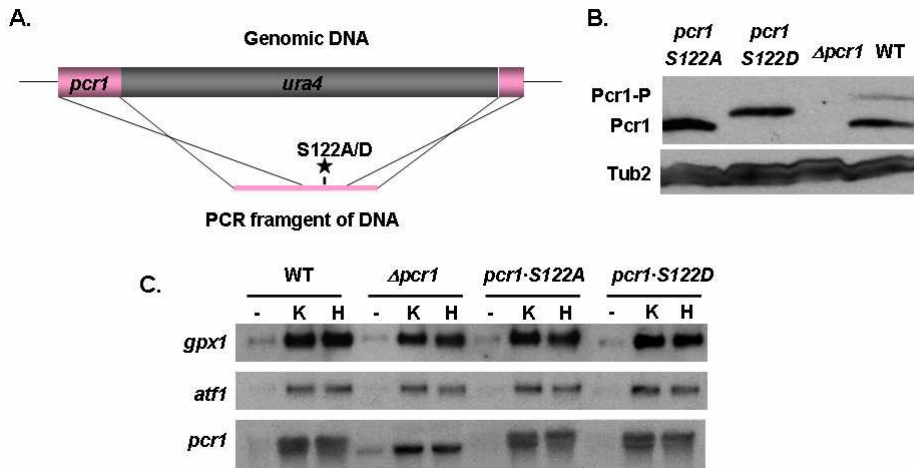 A.
Genomic DNA
pcr1
ura4
S122A/D
PCR framgent of DNA
B.
pcr1 S122A
pcr1 S122D
Δpcr1
WT
Pcr1-P
Pcr1
Tub2
C.
WT Δpcr1 pcr1·S122A pcr1·S122D
- K H - K H - K H - K H
gpx1
atf1
pcr1